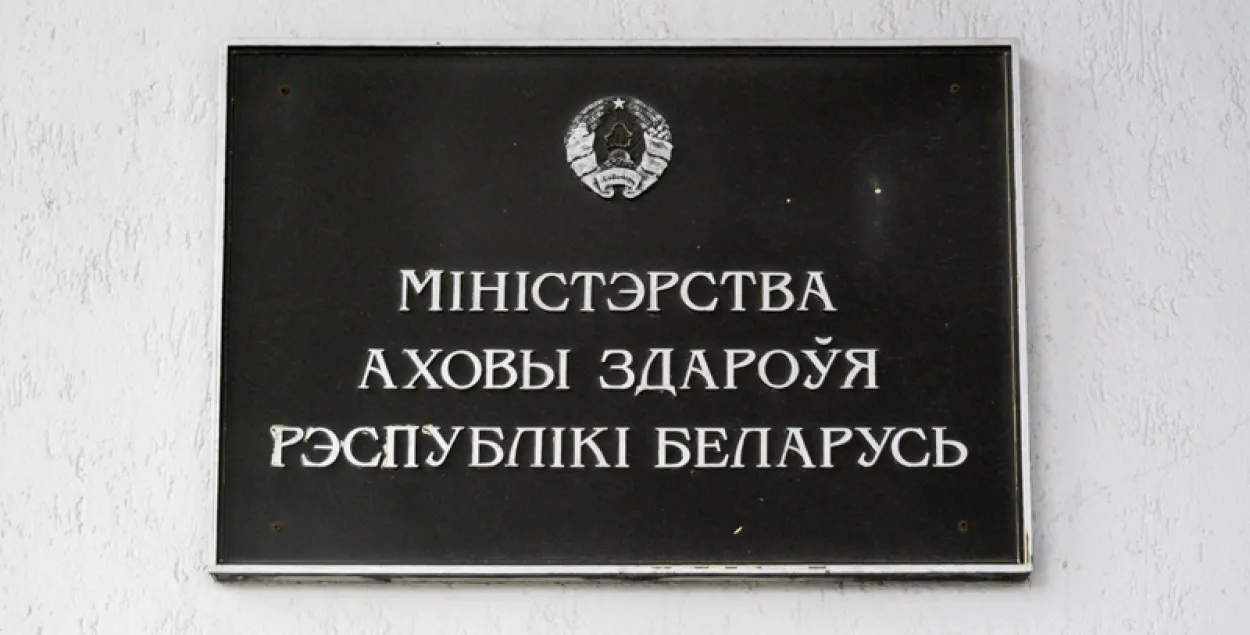 МІНІСТЭРСТВА
АХОВЫ ЗДАРОЎЯ
РЭСПУБЛІКІ БЕЛАРУСЬ